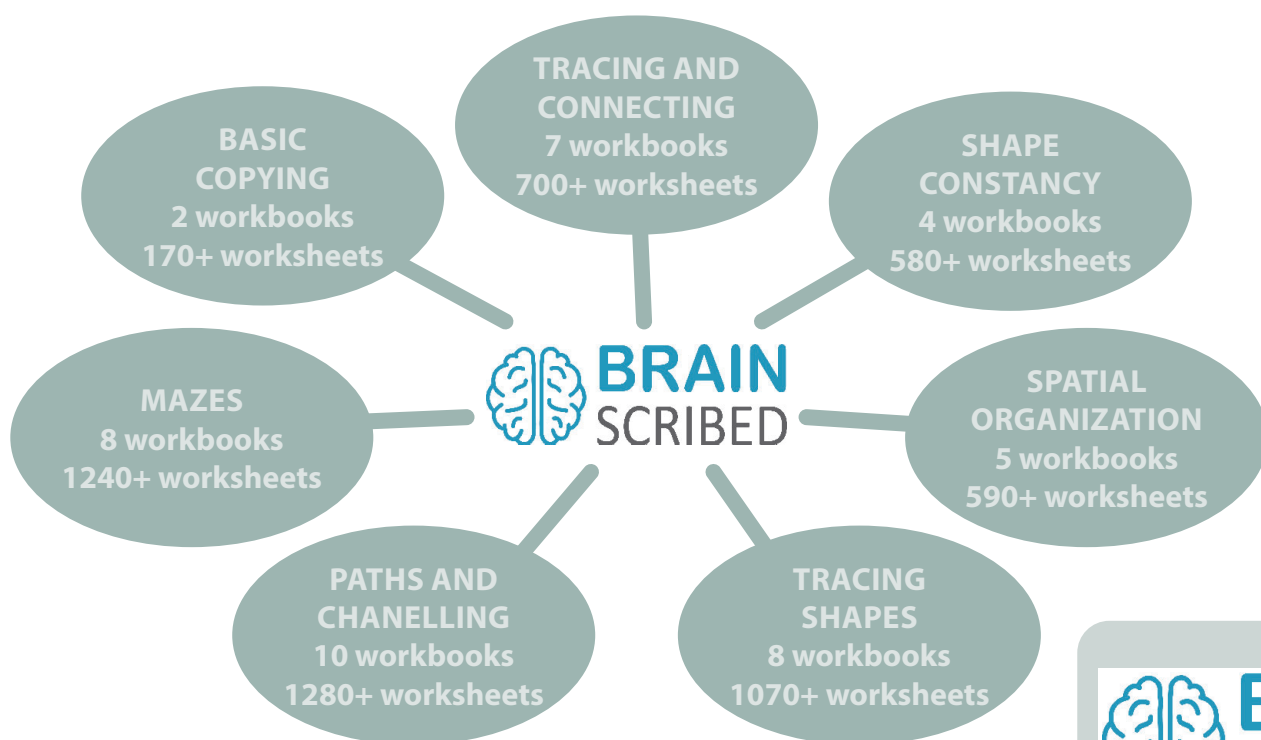 TRACING AND
CONNECTING
7 workbooks
700+ worksheets
BASIC
COPYING
2 workbooks
170+ worksheets
SHAPE
CONSTANCY
4 workbooks
580+ worksheets
BRAIN
SCRIBED
MAZES
8 workbooks
1240+ worksheets
SPATIAL
ORGANIZATION
5 workbooks
590+ worksheets
PATHS AND
CHANELLING
10 workbooks
1280+ worksheets
TRACING
SHAPES
8 workbooks
1070+ worksheets